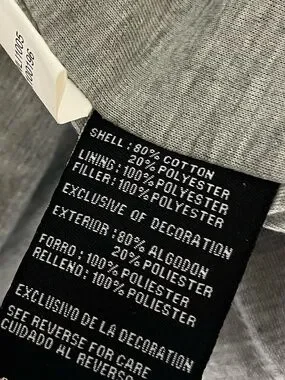 SHELL : 80% COTTON
20% POLYESTER
LINING : 100% POLYESTER
FILLER : 100% POLYESTER
EXCLUSIVE OF DECORATION
EXTERIOR : 80% ALGODON
20% POLIESTER
FORRO : 100% POLIESTER
RELLENO : 100% POLIESTER
EXCLUSIVO DE LA DECORATION
SEE REVERSE FOR CARE
CUIDADO AL REVERSO